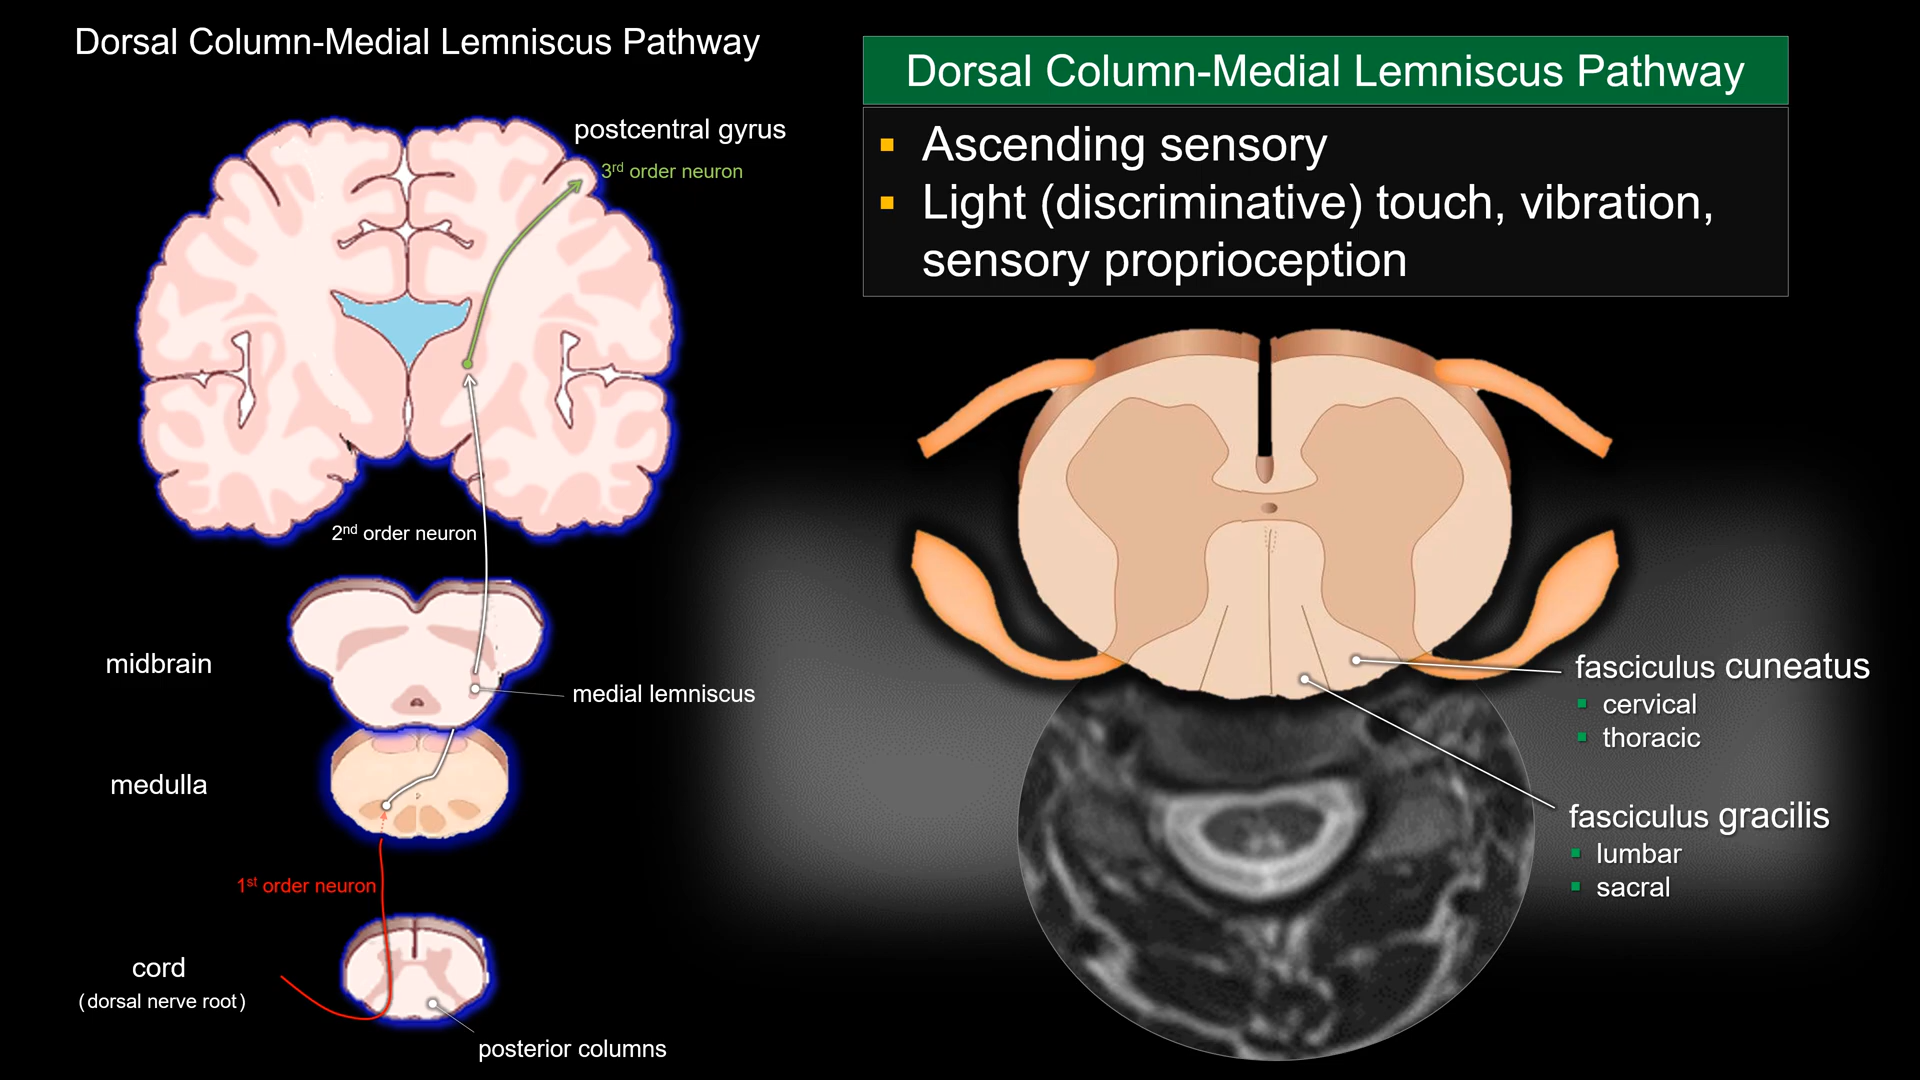 Dorsal Column-Medial Lemniscus Pathway
postcentral gyrus
3rd order neuron
2nd order neuron
midbrain
medial lemniscus
medulla
1st order neuron
cord
(dorsal nerve root)
posterior columns
Dorsal Column-Medial Lemniscus Pathway
Ascending sensory
Light (discriminative) touch, vibration,
sensory proprioception
fasciculus cuneatus
cervical
thoracic
fasciculus gracilis
lumbar
sacral